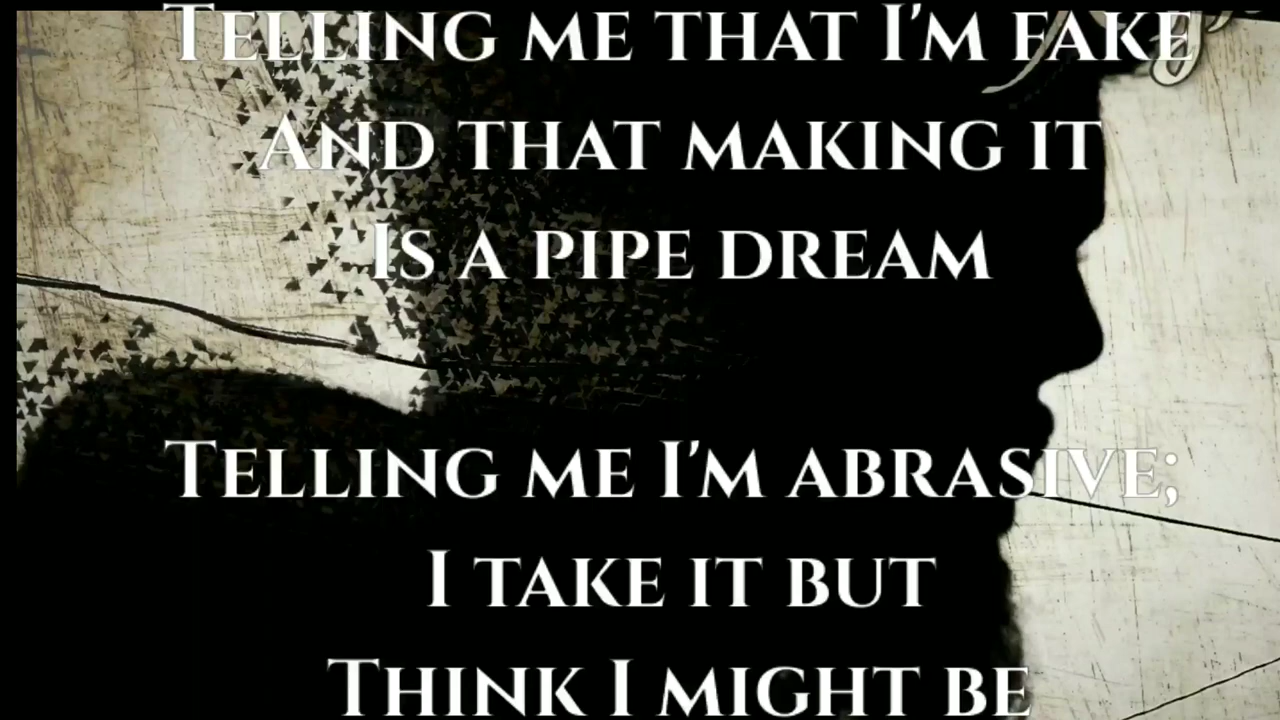 Telling me that I'm fake
And that making it
Is a pipe dream
Telling me I'm abrasive;
I take it but
Think I might be